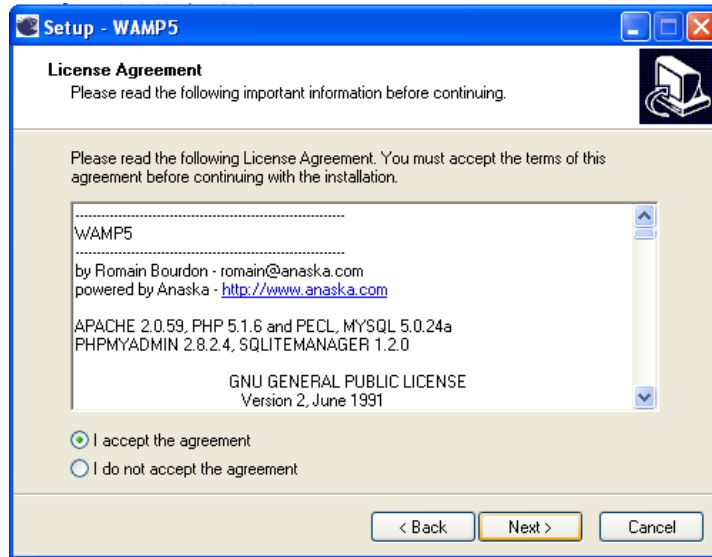 Setup - WAMP5
License Agreement
Please read the following important information before continuing.
Please read the following License Agreement. You must accept the terms of this
agreement before continuing with the installation.
------------------------------------------------------------
WAMP5
------------------------------------------------------------
by Romain Bourdon - romain@anaska.com
powered by Anaska - http://www.anaska.com
APACHE 2.0.59, PHP 5.1.6 and PECL, MYSQL 5.0.24a
PHPMYADMIN 2.8.2.4, SQLITEMANAGER 1.2.0
GNU GENERAL PUBLIC LICENSE
Version 2, June 1991
I accept the agreement
I do not accept the agreement
< Back Next > Cancel